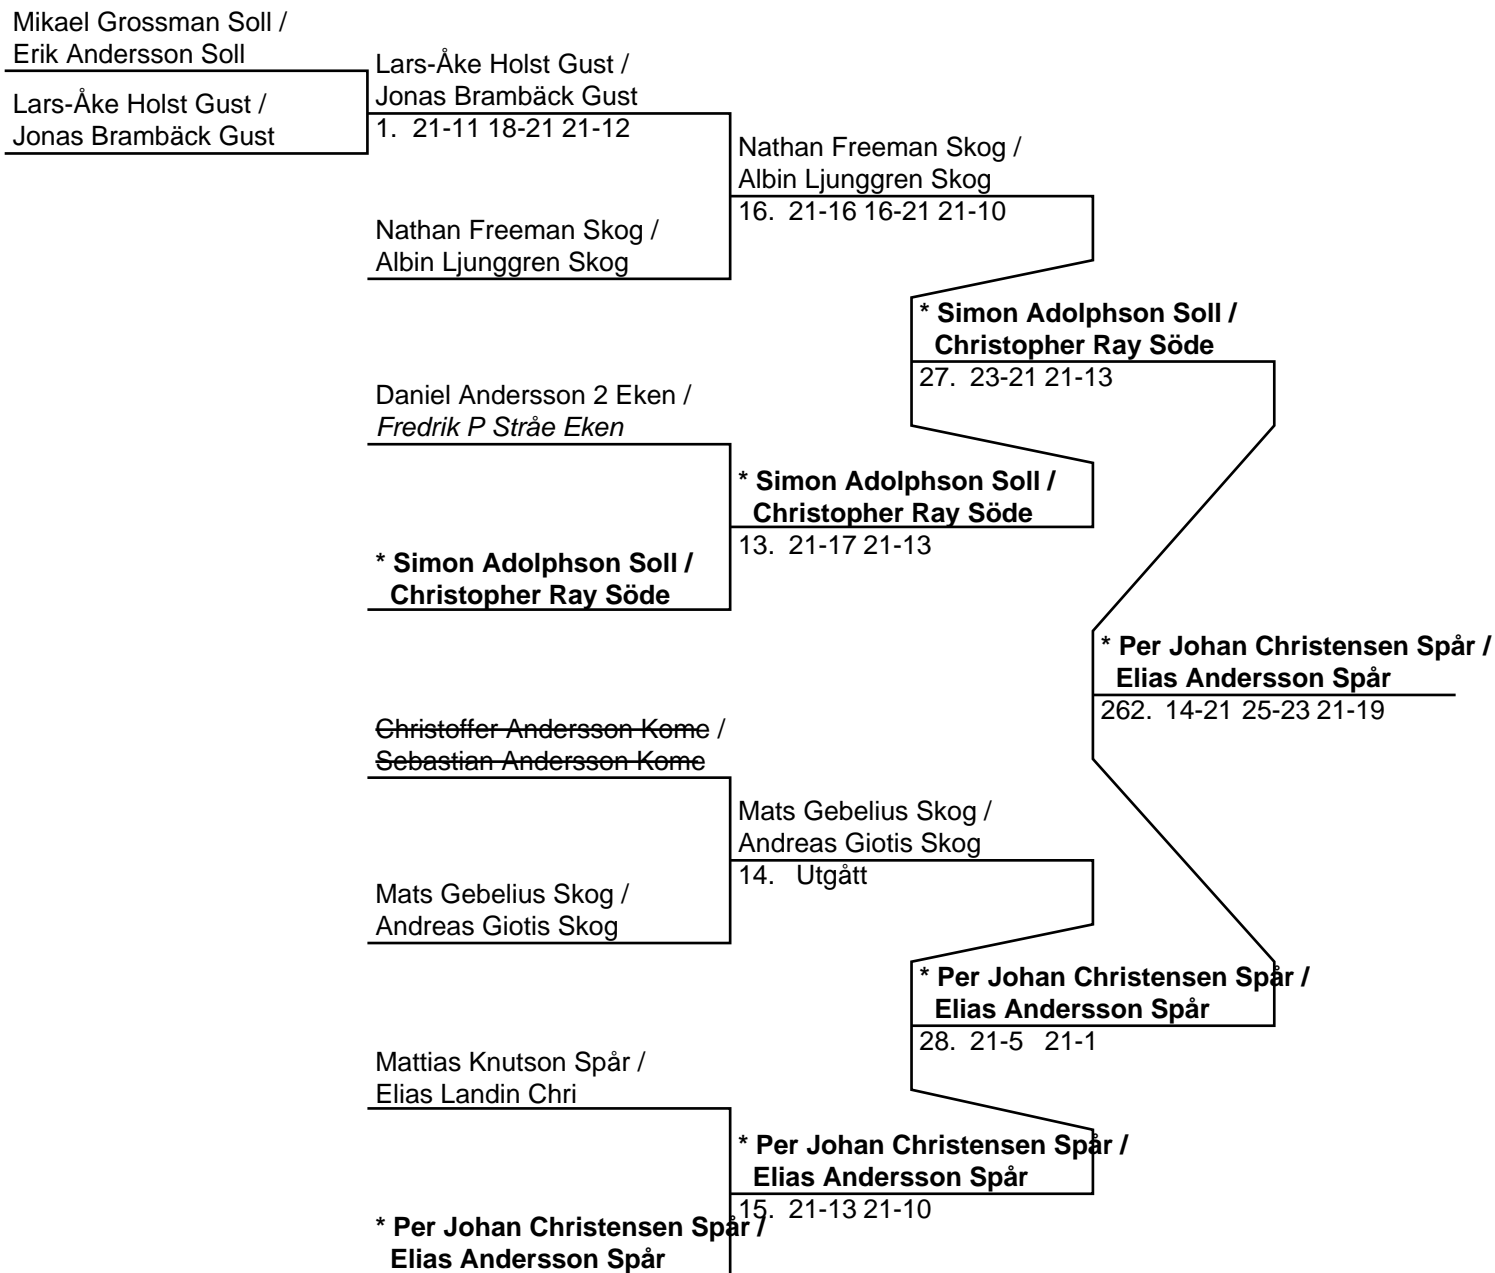 Mikael Grossman Soll /
Erik Andersson Soll
Lars-Åke Holst Gust /
Jonas Brambäck Gust
Lars-Åke Holst Gust /
Jonas Brambäck Gust
1. 21-11 18-21 21-12
Nathan Freeman Skog /
Albin Ljunggren Skog
Nathan Freeman Skog /
Albin Ljunggren Skog
16. 21-16 16-21 21-10
* Simon Adolphson Soll /
Christopher Ray Söde
27. 23-21 21-13
Daniel Andersson 2 Eken /
Fredrik P Stråe Eken
* Simon Adolphson Soll /
Christopher Ray Söde
13. 21-17 21-13
* Simon Adolphson Soll /
Christopher Ray Söde
* Per Johan Christensen Spår /
Elias Andersson Spår
262. 14-21 25-23 21-19
Christoffer Andersson Kome /
Sebastian Andersson Kome
Mats Gebelius Skog /
Andreas Giotis Skog
14. Utgått
Mats Gebelius Skog /
Andreas Giotis Skog
* Per Johan Christensen Spår /
Elias Andersson Spår
28. 21-5 21-1
Mattias Knutson Spår /
Elias Landin Chri
* Per Johan Christensen Spår /
Elias Andersson Spår
15. 21-13 21-10
* Per Johan Christensen Spår /
Elias Andersson Spår